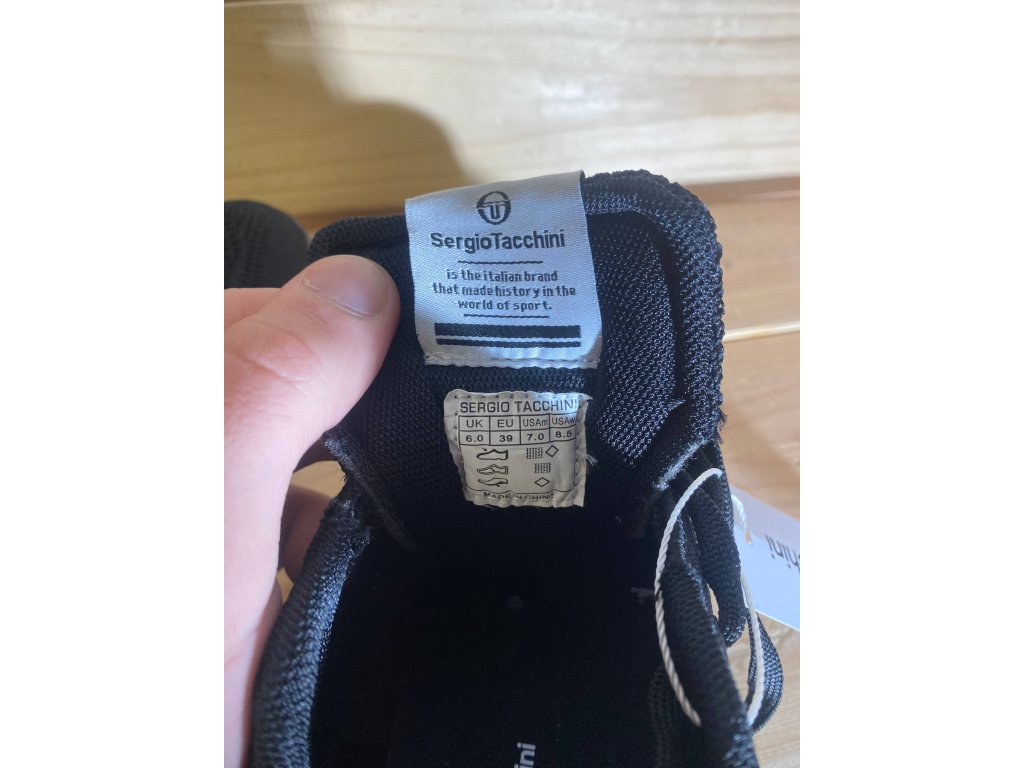 SergioTacchini
is the italian brand
that made history in the
world of sport.
SERGIO TACCHINI
UK EU USAm USAw
6.0 39 7.0 8.5
MADE IN CHINA